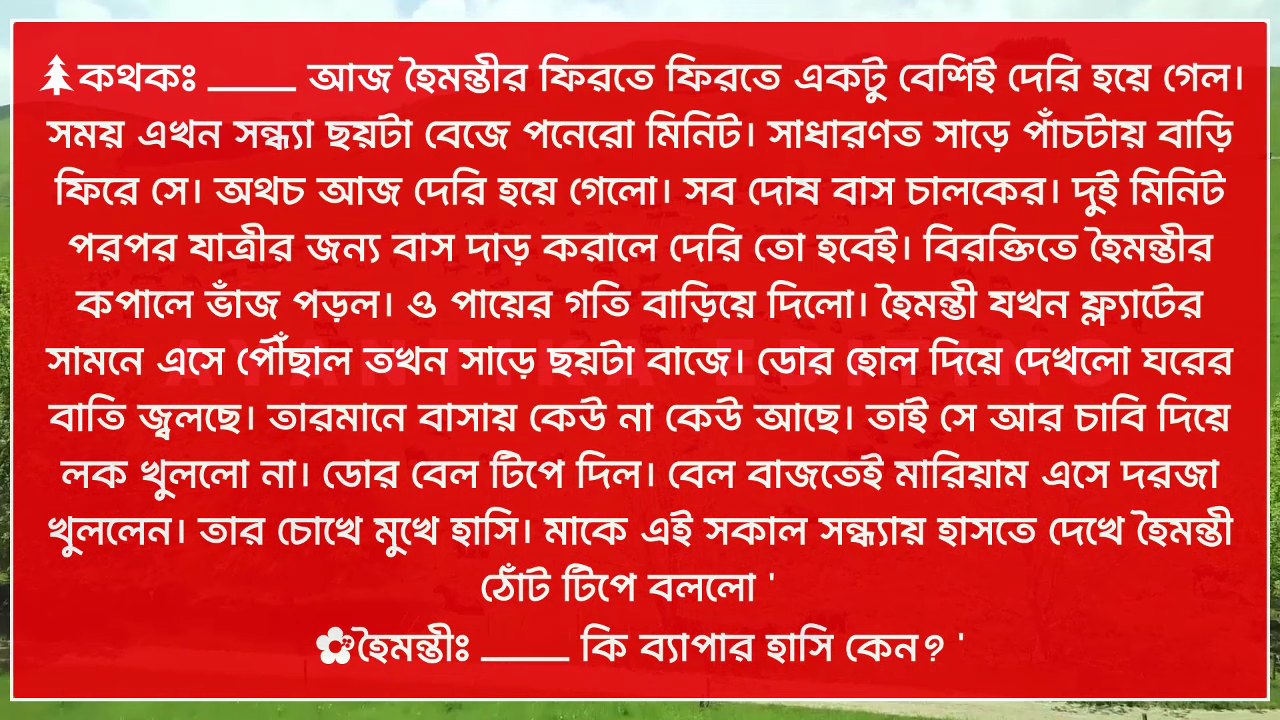 🌲কথকঃ _____ আজ হৈমন্তীর ফিরতে ফিরতে একটু বেশিই দেরি হয়ে গেল।
সময় এখন সন্ধ্যা ছয়টা বেজে পনেরো মিনিট। সাধারণত সাড়ে পাঁচটায় বাড়ি
ফিরে সে। অথচ আজ দেরি হয়ে গেলো। সব দোষ বাস চালকের। দুই মিনিট
পরপর যাত্রীর জন্য বাস দাড় করালে দেরি তো হবেই। বিরক্তিতে হৈমন্তীর
কপালে ভাঁজ পড়ল। ও পায়ের গতি বাড়িয়ে দিলো। হৈমন্তী যখন ফ্ল্যাটের
সামনে এসে পৌঁছাল তখন সাড়ে ছয়টা বাজে। ডোর হোল দিয়ে দেখলো ঘরের
বাতি জ্বলছে। তারমানে বাসায় কেউ না কেউ আছে। তাই সে আর চাবি দিয়ে
লক খুললো না। ডোর বেল টিপে দিল। বেল বাজতেই মারিয়াম এসে দরজা
খুললেন। তার চোখে মুখে হাসি। মাকে এই সকাল সন্ধ্যায় হাসতে দেখে হৈমন্তী
ঠোঁট টিপে বললো '
✿হৈমন্তীঃ _____ কি ব্যাপার হাসি কেন? '